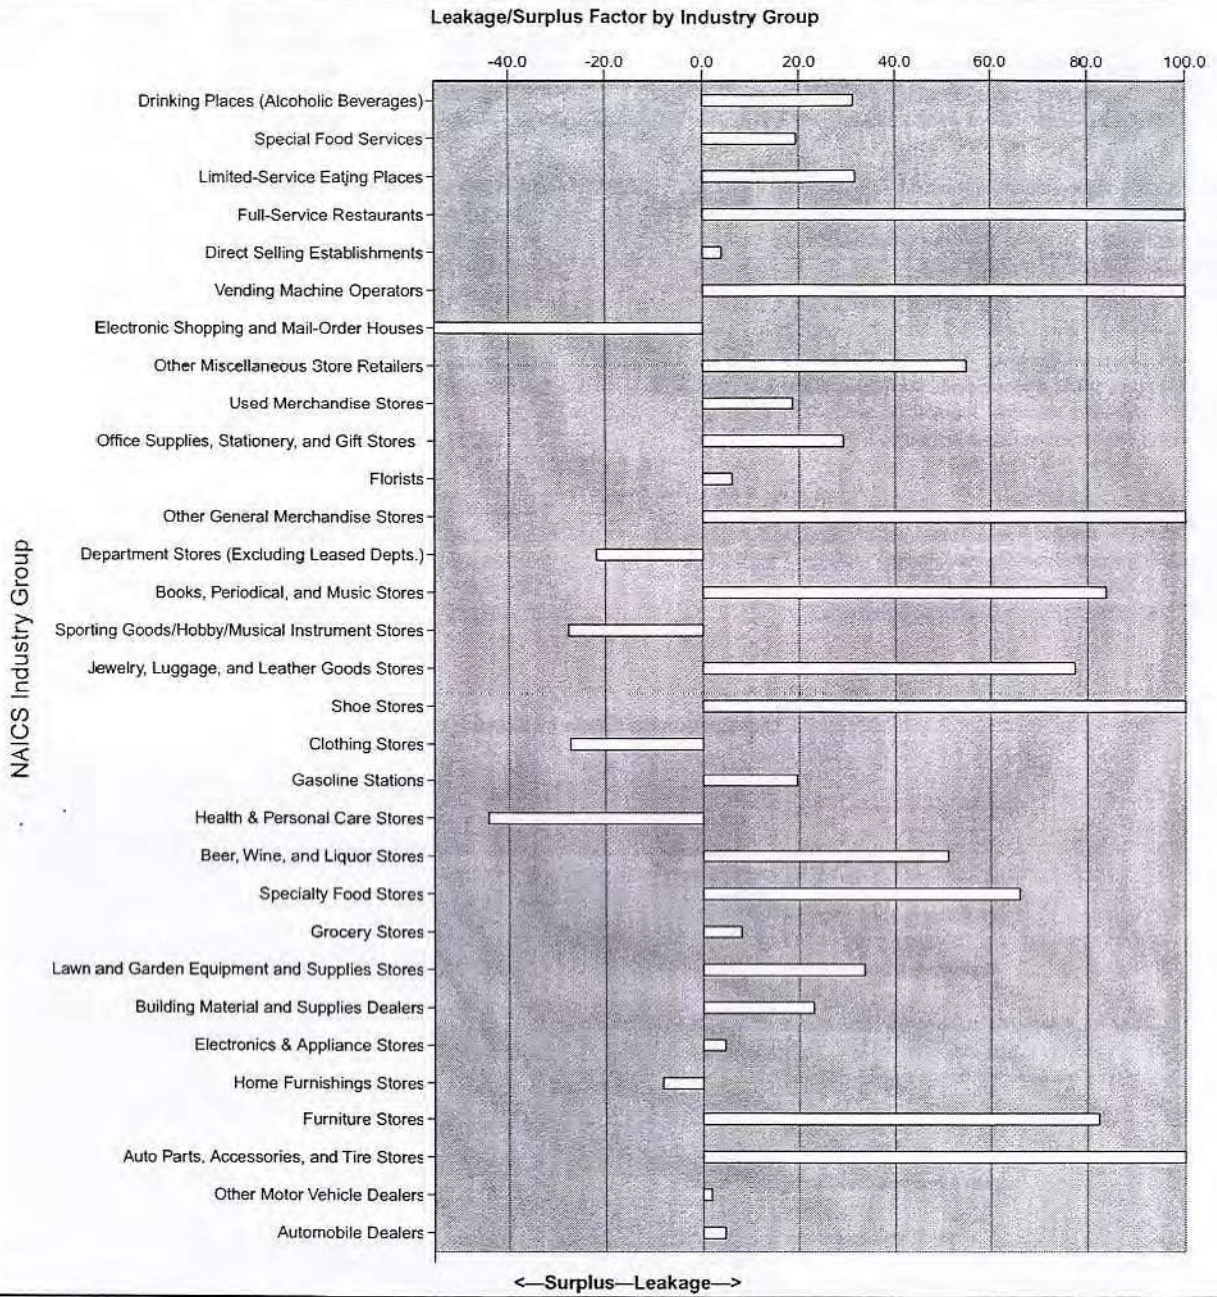 Leakage/Surplus Factor by Industry Group
-40.0 -20.0 0.0 20.0 40.0 60.0 80.0 100.0
Drinking Places (Alcoholic Beverages)
Special Food Services
Limited-Service Eating Places
Full-Service Restaurants
Direct Selling Establishments
Vending Machine Operators
Electronic Shopping and Mail-Order Houses
Other Miscellaneous Store Retailers
Used Merchandise Stores
Office Supplies, Stationery, and Gift Stores
Florists
Other General Merchandise Stores
Department Stores (Excluding Leased Depts.)
Books, Periodical, and Music Stores
Sporting Goods/Hobby/Musical Instrument Stores
Jewelry, Luggage, and Leather Goods Stores
Shoe Stores
Clothing Stores
Gasoline Stations
Health & Personal Care Stores
Beer, Wine, and Liquor Stores
Specialty Food Stores
Grocery Stores
Lawn and Garden Equipment and Supplies Stores
Building Material and Supplies Dealers
Electronics & Appliance Stores
Home Furnishings Stores
Furniture Stores
Auto Parts, Accessories, and Tire Stores
Other Motor Vehicle Dealers
Automobile Dealers
NAICS Industry Group
<—Surplus—Leakage—>